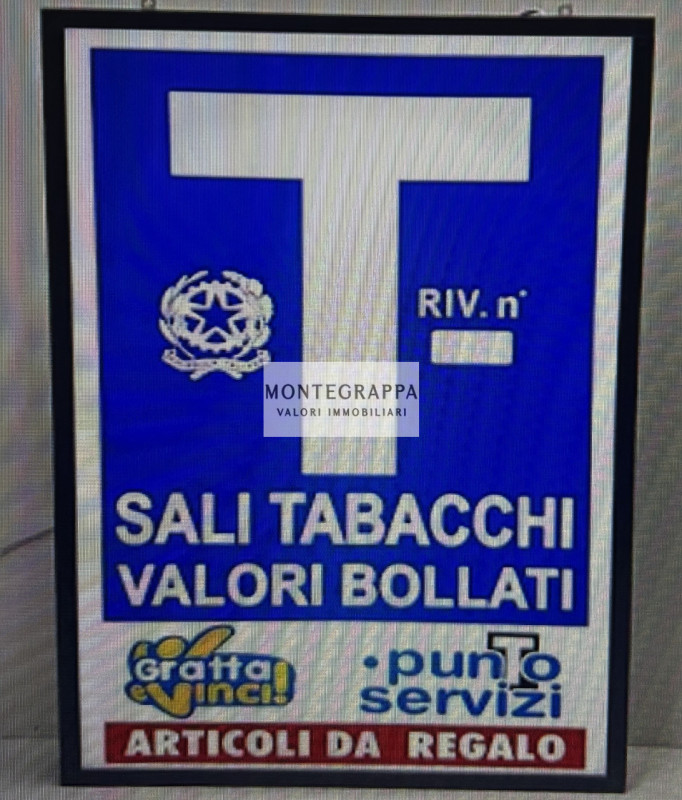 T
RIV. n°
MONTEGRAPPA
VALORI IMMOBILIARI
SALI TABACCHI
VALORI BOLLATI
Gratta e Vinci!
• punTo
servizi
ARTICOLI DA REGALO